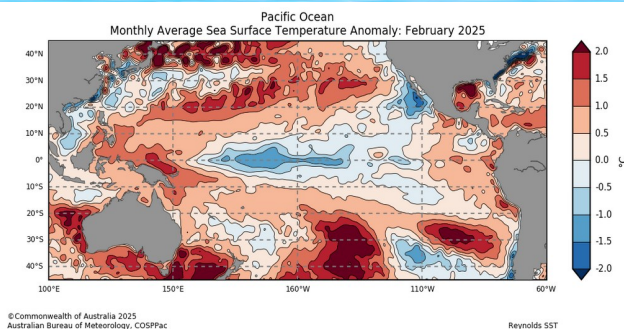 Pacific Ocean
Monthly Average Sea Surface Temperature Anomaly: February 2025
40°N
30°N
20°N
10°N
0°
10°S
20°S
30°S
40°S
100°E
150°E
160°W
110°W
60°W
2.0
1.5
1.0
0.5
0.0
-0.5
-1.0
-1.5
-2.0
°C
©Commonwealth of Australia 2025
Australian Bureau of Meteorology, COSPPac
Reynolds SST